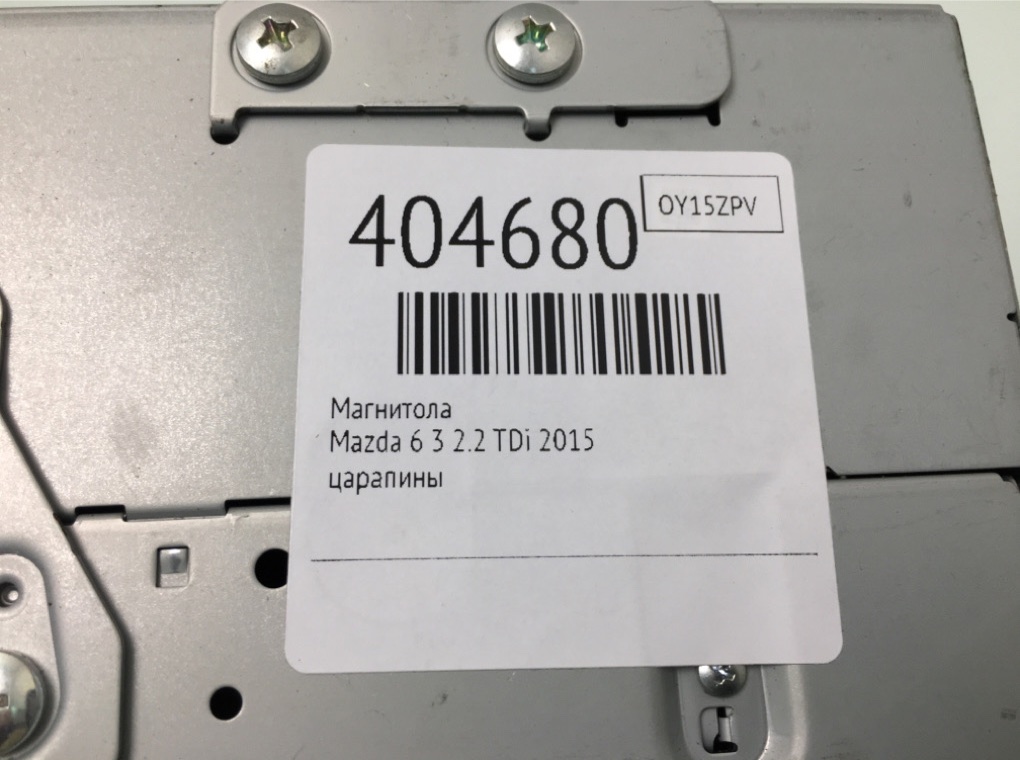 404680
OY15ZPV
Магнитола
Mazda 6 3 2.2 TDi 2015
царапины